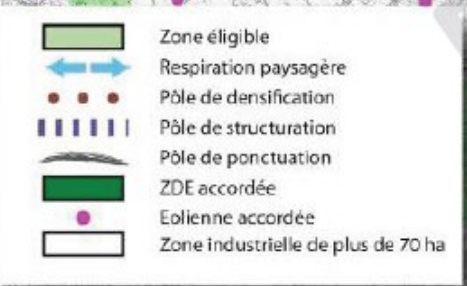 Zone éligible
Respiration paysagère
Pôle de densification
Pôle de structuration
Pôle de ponctuation
ZDE accordée
Eolienne accordée
Zone industrielle de plus de 70 ha